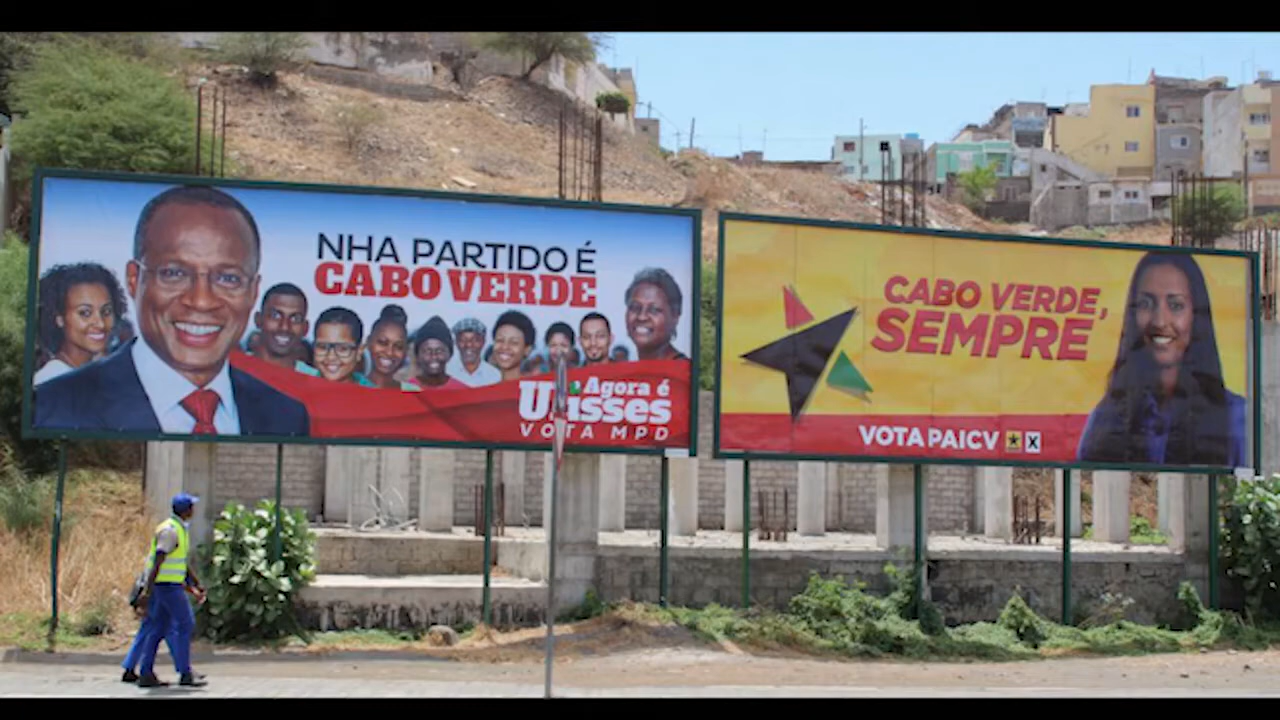 NHA PARTIDO É
CABO VERDE
Agora é
Ulisses
VOTA MPD
CABO VERDE,
SEMPRE
VOTA PAICV X